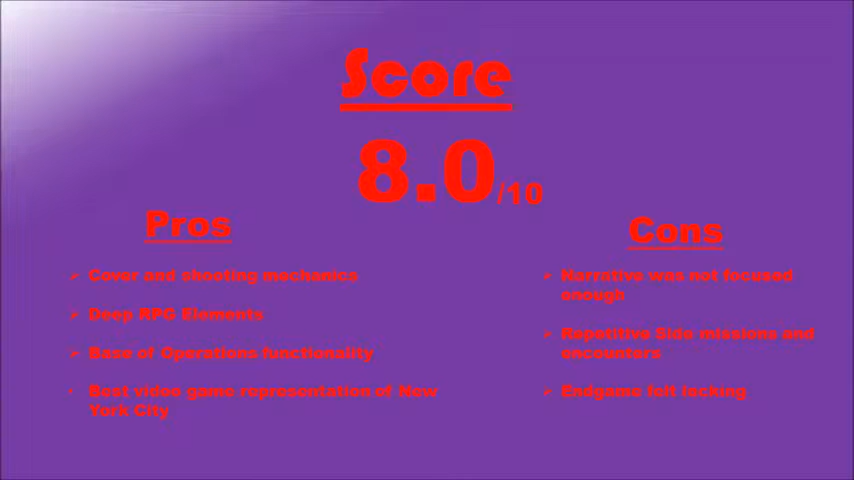 Score
8.0/10
Pros
Cover and shooting mechanics
Deep RPG Elements
Base of Operations functionality
Best video game representation of New
York City
Cons
Narrative was not focused
enough
Repetitive Side missions and
encounters
Endgame felt lacking